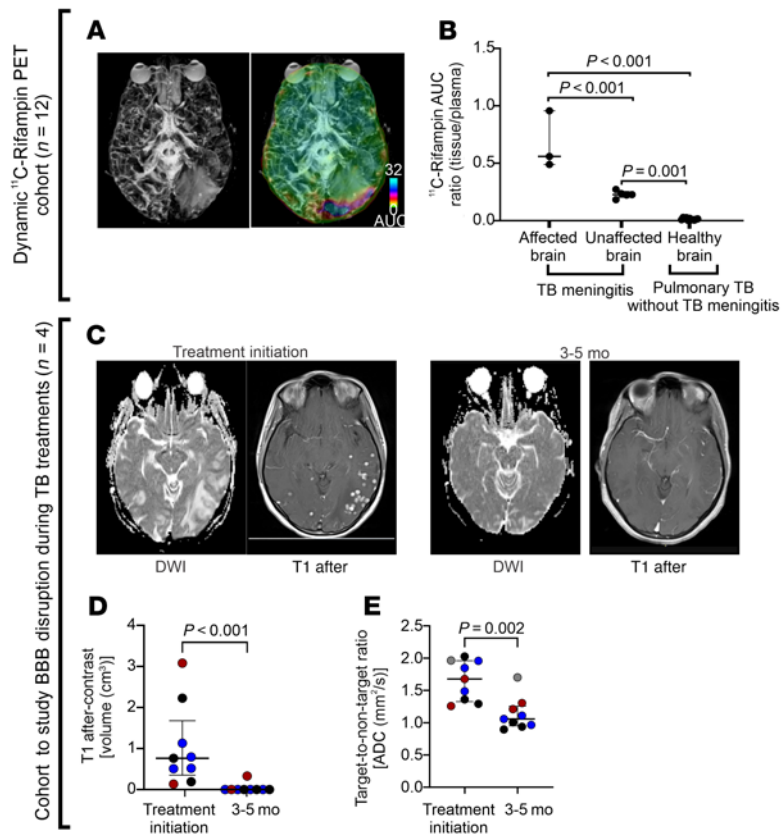 Dynamic ¹¹C-Rifampin PET
cohort (n = 12)
A
32
0
AUC
B
P < 0.001
P < 0.001
P = 0.001
¹¹C-Rifampin AUC
ratio (tissue/plasma)
1.5
1.0
0.5
0.0
Affected Unaffected Healthy
brain brain brain
TB meningitis
Pulmonary TB
without TB meningitis
Cohort to study BBB disruption during TB treatments (n = 4)
C
Treatment initiation
3-5 mo
DWI
T1 after
DWI
T1 after
D
P < 0.001
T1 after-contrast
[volume (cm³)]
4
3
2
1
0
Treatment
initiation
3-5 mo
E
P = 0.002
Target-to-non-target ratio
[ADC (mm²/s)]
2.5
2.0
1.5
1.0
0.5
0.0
Treatment
initiation
3-5 mo